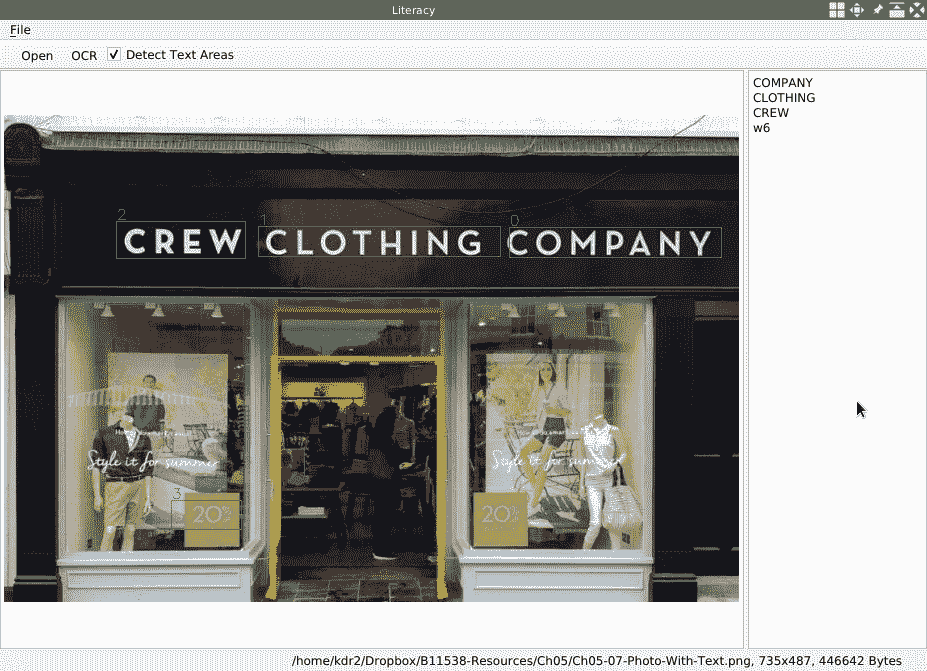 Literacy
File
Open OCR Detect Text Areas
COMPANY
CLOTHING
CREW
w6
2 1 0
CREW CLOTHING COMPANY
Style it for summer
Style it for summer
3
20%
20%
/home/kdr2/Dropbox/B11538-Resources/Ch05/Ch05-07-Photo-With-Text.png, 735x487, 446642 Bytes